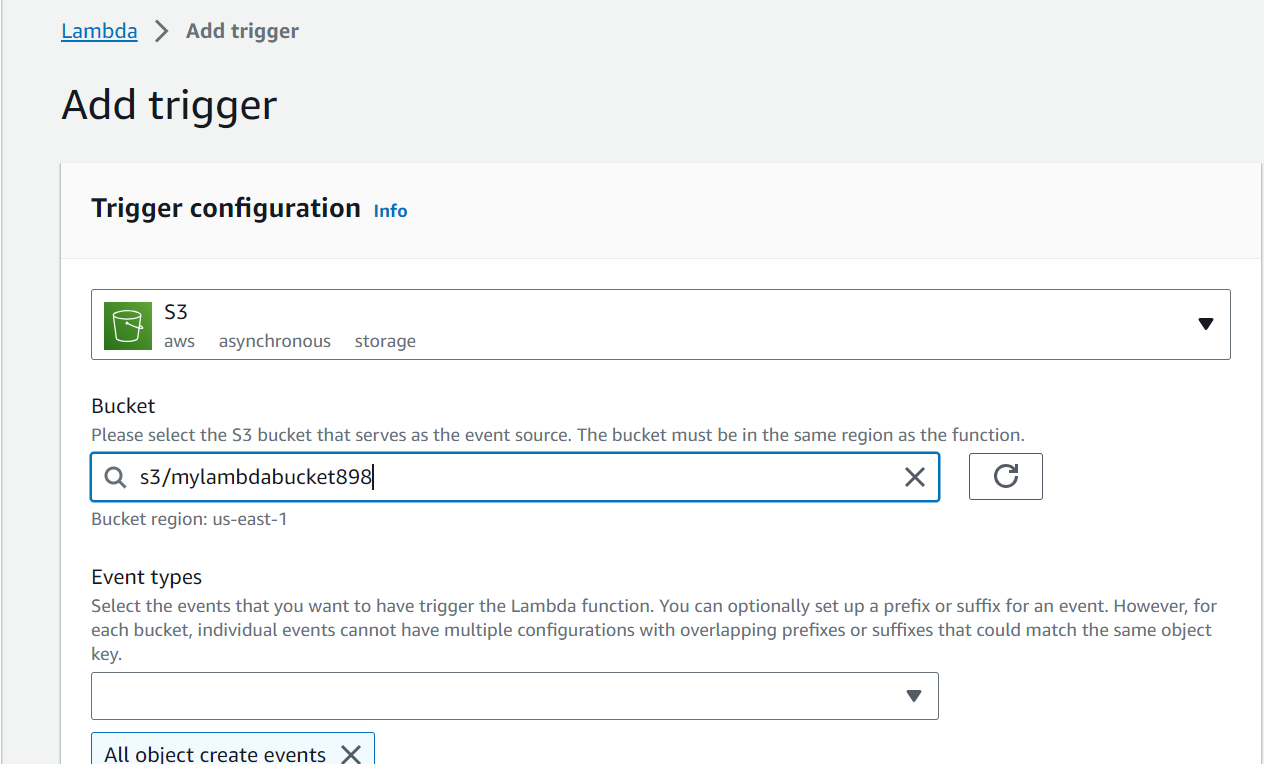 Lambda > Add trigger
Add trigger
Trigger configuration Info
S3
aws asynchronous storage
Bucket
Please select the S3 bucket that serves as the event source. The bucket must be in the same region as the function.
s3/mylambdabucket898
Bucket region: us-east-1
Event types
Select the events that you want to have trigger the Lambda function. You can optionally set up a prefix or suffix for an event. However, for
each bucket, individual events cannot have multiple configurations with overlapping prefixes or suffixes that could match the same object
key.
All object create events